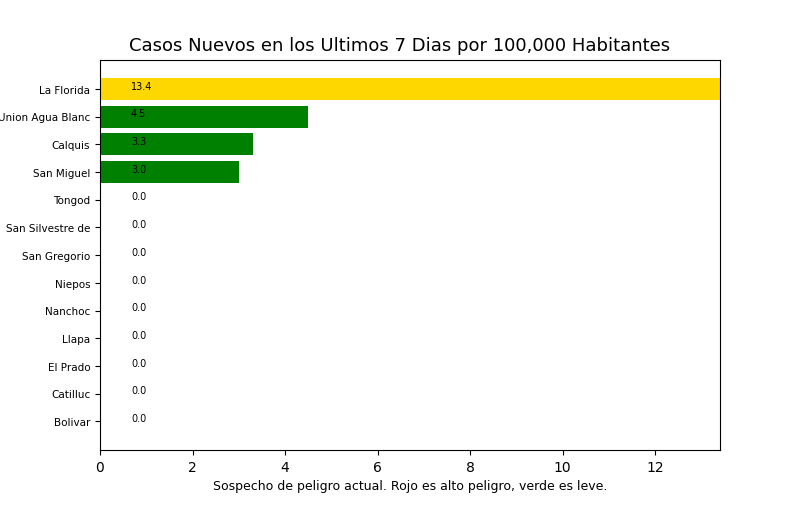 Casos Nuevos en los Ultimos 7 Dias por 100,000 Habitantes
La Florida 13.4
Union Agua Blanc 4.5
Calquis 3.3
San Miguel 3.0
Tongod 0.0
San Silvestre de 0.0
San Gregorio 0.0
Niepos 0.0
Nanchoc 0.0
Llapa 0.0
El Prado 0.0
Catilluc 0.0
Bolivar 0.0
0 2 4 6 8 10 12
Sospecho de peligro actual. Rojo es alto peligro, verde es leve.